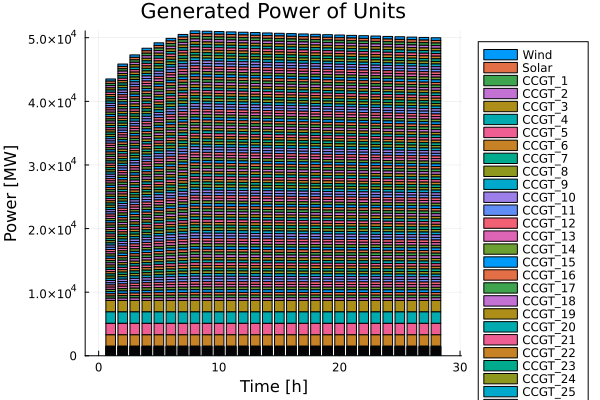 Generated Power of Units
5.0×10⁴
4.0×10⁴
3.0×10⁴
2.0×10⁴
1.0×10⁴
0
Power [MW]
0 10 20 30
Time [h]
Wind
Solar
CCGT_1
CCGT_2
CCGT_3
CCGT_4
CCGT_5
CCGT_6
CCGT_7
CCGT_8
CCGT_9
CCGT_10
CCGT_11
CCGT_12
CCGT_13
CCGT_14
CCGT_15
CCGT_16
CCGT_17
CCGT_18
CCGT_19
CCGT_20
CCGT_21
CCGT_22
CCGT_23
CCGT_24
CCGT_25